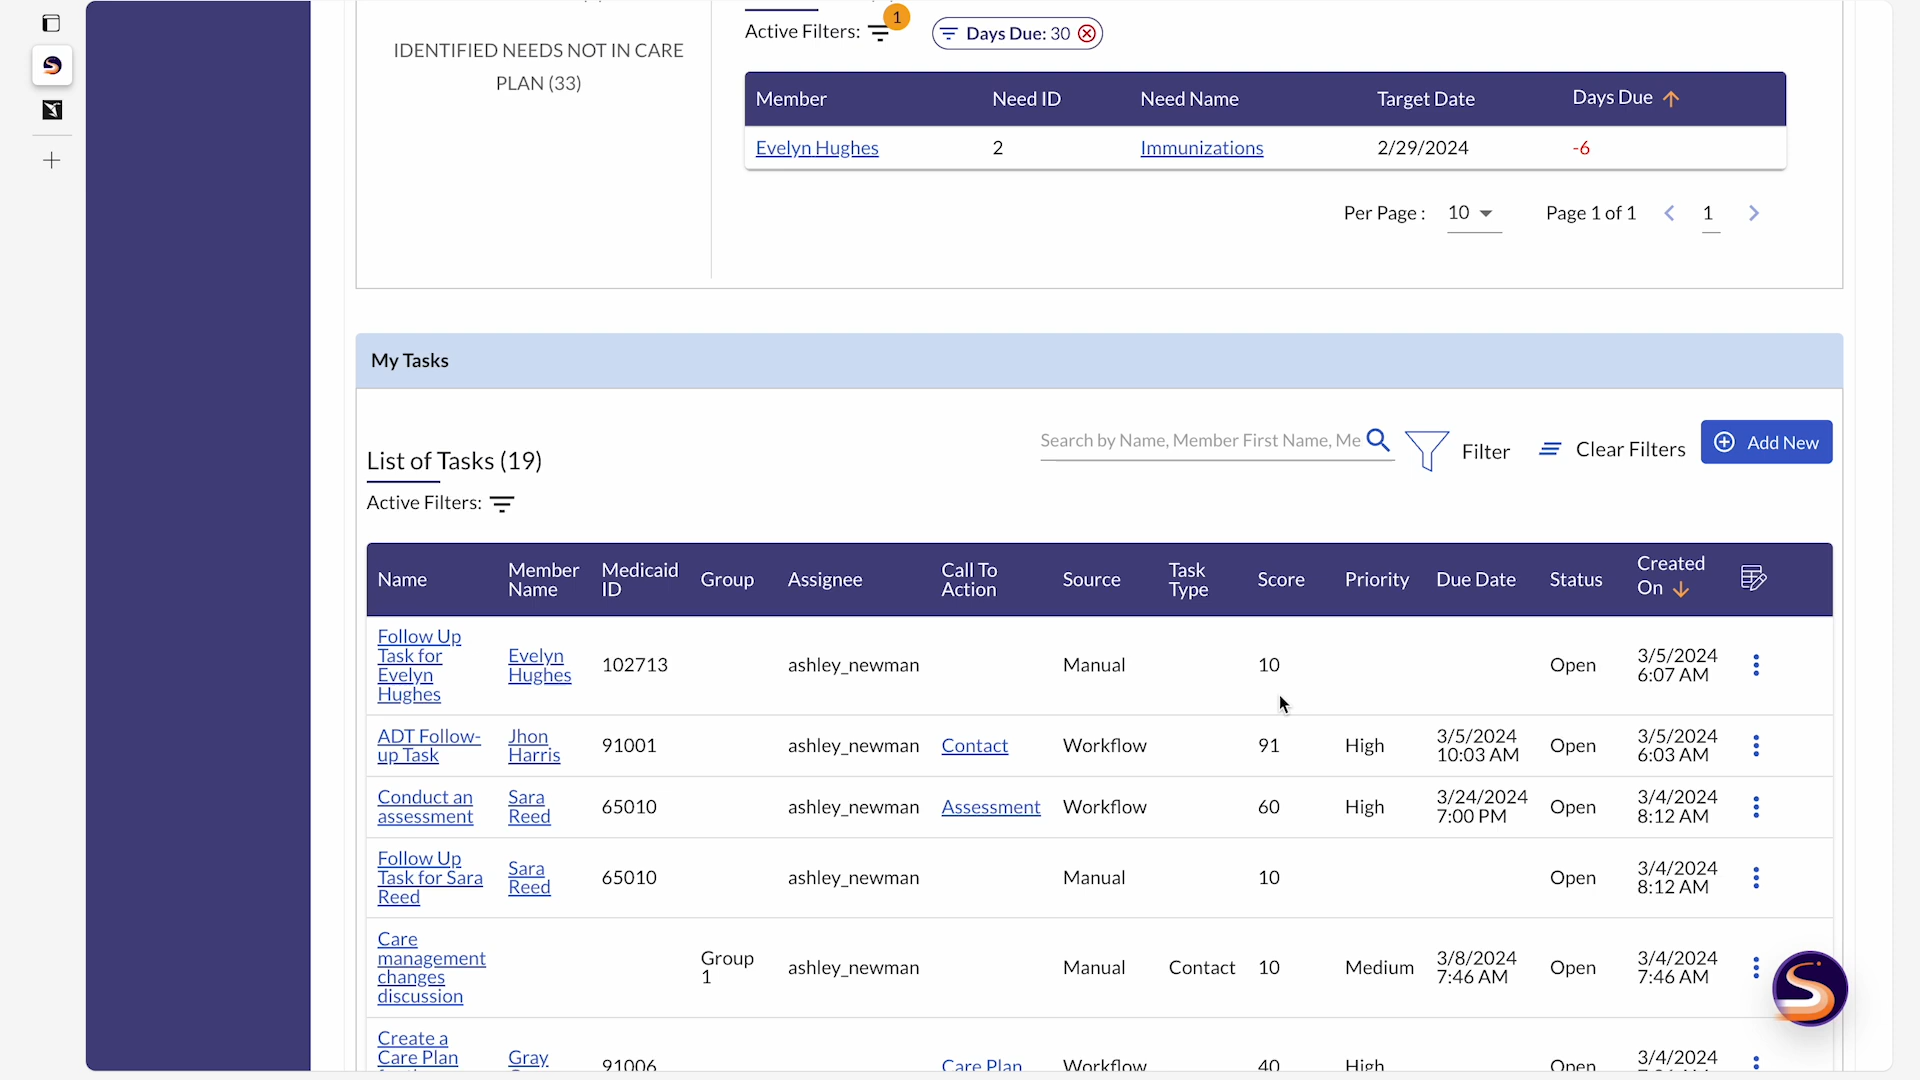 IDENTIFIED NEEDS NOT IN CARE
PLAN (33)
Active Filters: 1
Days Due: 30
Member Need ID Need Name Target Date Days Due
Evelyn Hughes 2 Immunizations 2/29/2024 -6
Per Page : 10 Page 1 of 1 1
My Tasks
List of Tasks (19)
Search by Name, Member First Name, Me
Filter
Clear Filters
Add New
Active Filters:
Name
Member
Name
Medicaid
ID
Group
Assignee
Call To
Action
Source
Task
Type
Score
Priority
Due Date
Status
Created
On
Follow Up
Task for
Evelyn
Hughes
Evelyn
Hughes
102713
ashley_newman
Manual
10
Open
3/5/2024
6:07 AM
ADT Follow-
up Task
Jhon
Harris
91001
ashley_newman
Contact
Workflow
91
High
3/5/2024
10:03 AM
Open
3/5/2024
6:03 AM
Conduct an
assessment
Sara
Reed
65010
ashley_newman
Assessment
Workflow
60
High
3/24/2024
7:00 PM
Open
3/4/2024
8:12 AM
Follow Up
Task for Sara
Reed
Sara
Reed
65010
ashley_newman
Manual
10
Open
3/4/2024
8:12 AM
Care
management
changes
discussion
Group
1
ashley_newman
Manual
Contact
10
Medium
3/8/2024
7:46 AM
Open
3/4/2024
7:46 AM
Create a
Care Plan
Gray
91006
Care Plan
Workflow
40
High
Open
3/4/2024